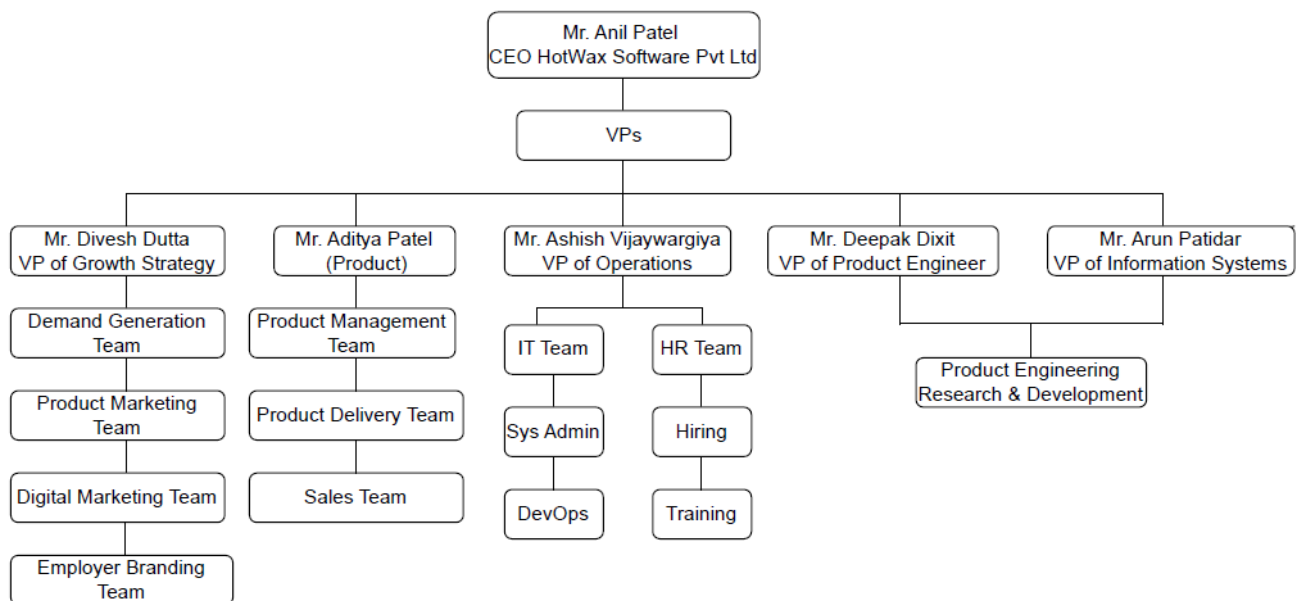 Mr. Anil Patel
CEO HotWax Software Pvt Ltd
VPs
Mr. Divesh Dutta
VP of Growth Strategy
Mr. Aditya Patel
(Product)
Mr. Ashish Vijaywargiya
VP of Operations
Mr. Deepak Dixit
VP of Product Engineer
Mr. Arun Patidar
VP of Information Systems
Demand Generation
Team
Product Management
Team
IT Team
HR Team
Product Engineering
Research & Development
Product Marketing
Team
Product Delivery Team
Sys Admin
Hiring
Digital Marketing Team
Sales Team
DevOps
Training
Employer Branding
Team